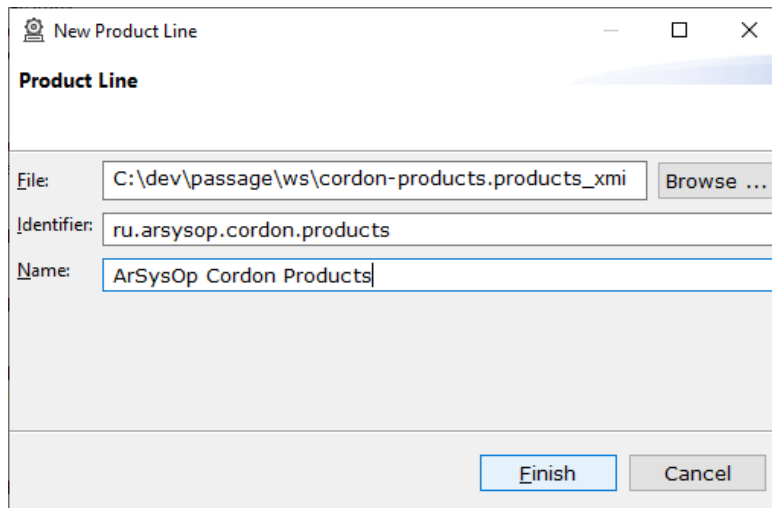 New Product Line
Product Line
File: C:\dev\passage\ws\cordon-products.products_xmi Browse ...
Identifier: ru.arsysop.cordon.products
Name: ArSysOp Cordon Products
Finish Cancel